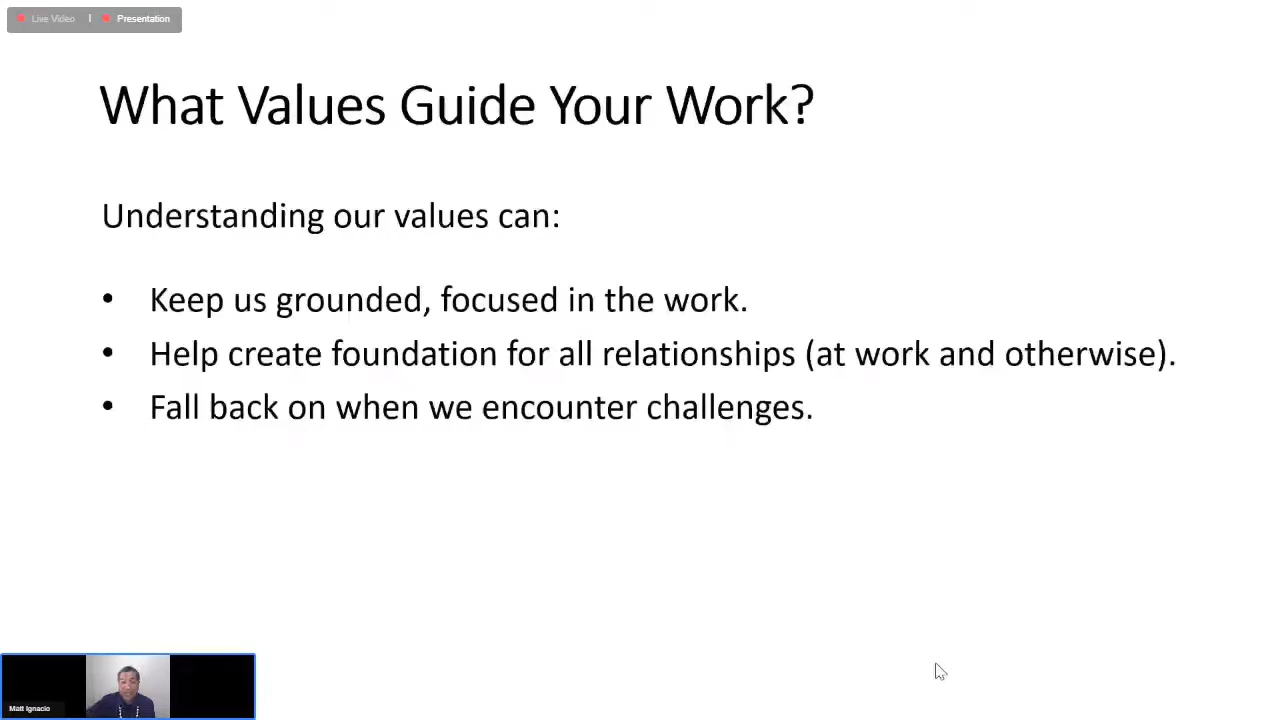 Live Video | Presentation
What Values Guide Your Work?
Understanding our values can:
• Keep us grounded, focused in the work.
• Help create foundation for all relationships (at work and otherwise).
• Fall back on when we encounter challenges.
Matt Ignacio